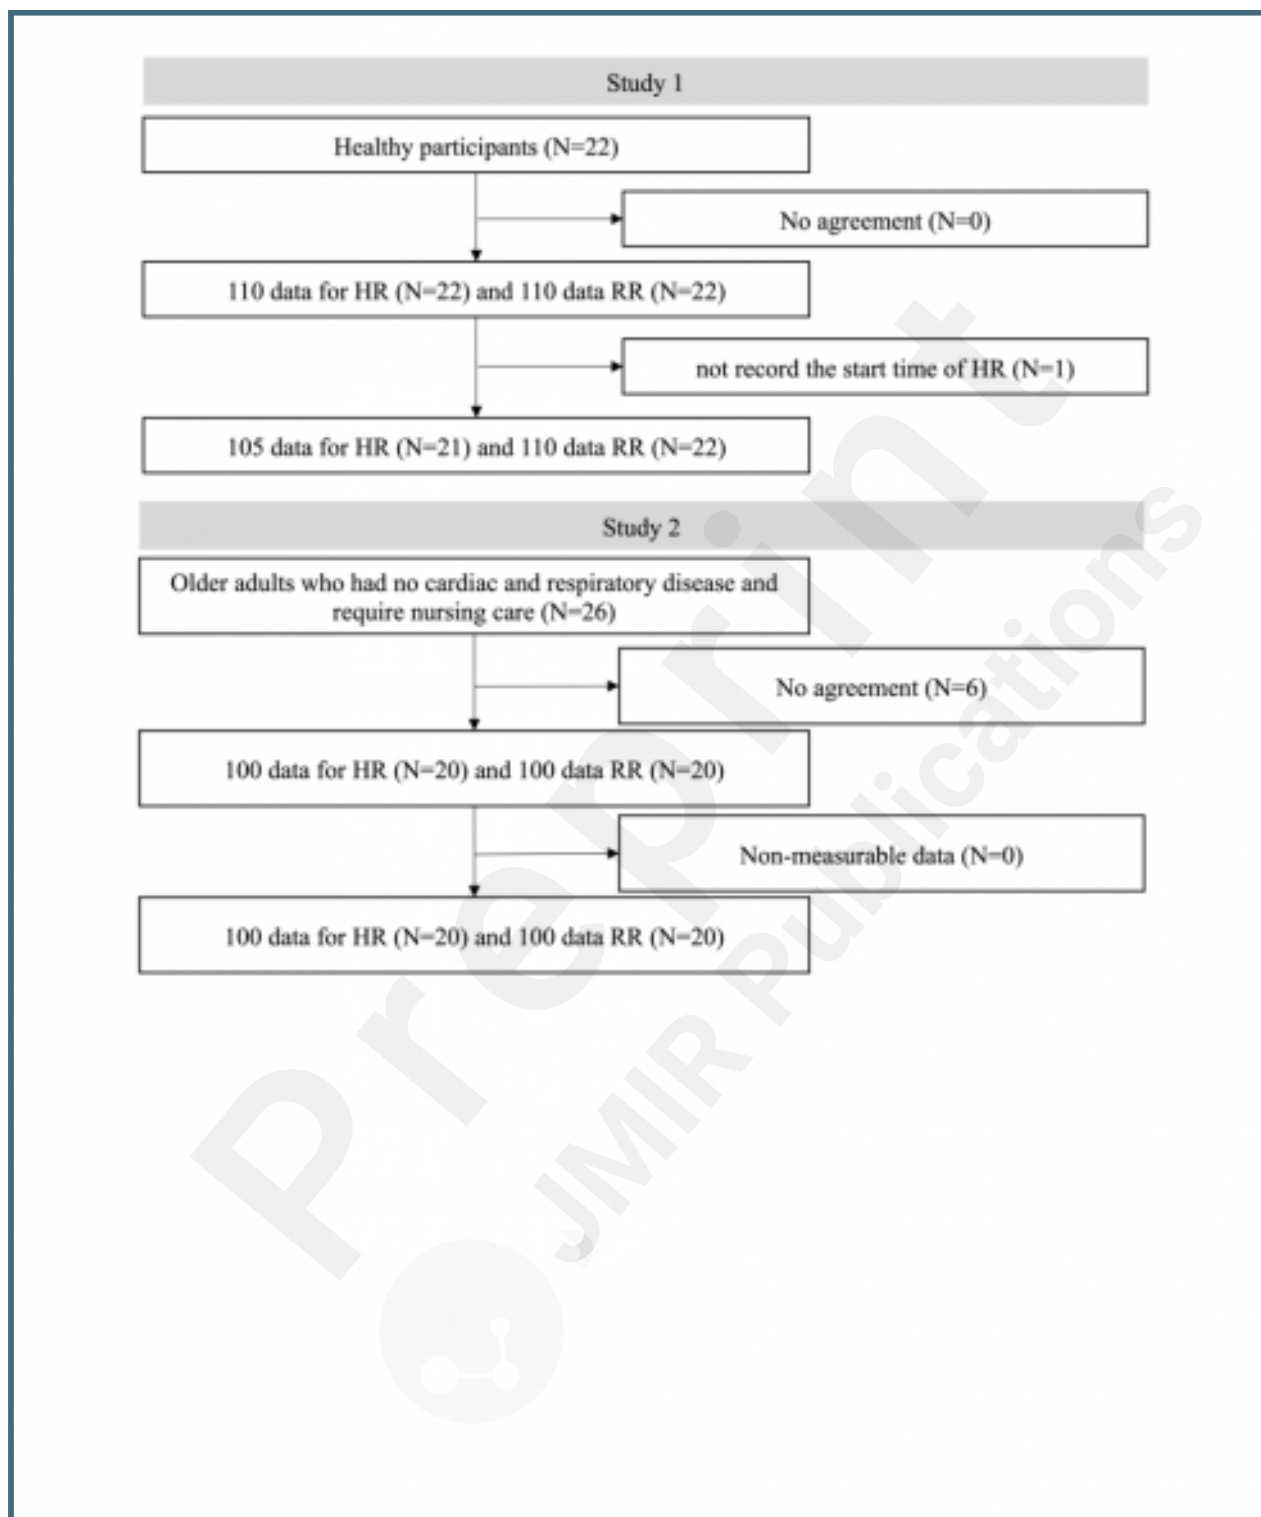 Study 1
Healthy participants (N=22)
No agreement (N=0)
110 data for HR (N=22) and 110 data RR (N=22)
not record the start time of HR (N=1)
105 data for HR (N=21) and 110 data RR (N=22)
Study 2
Older adults who had no cardiac and respiratory disease and
require nursing care (N=26)
No agreement (N=6)
100 data for HR (N=20) and 100 data RR (N=20)
Non-measurable data (N=0)
100 data for HR (N=20) and 100 data RR (N=20)
Preprint
JMIR Publications